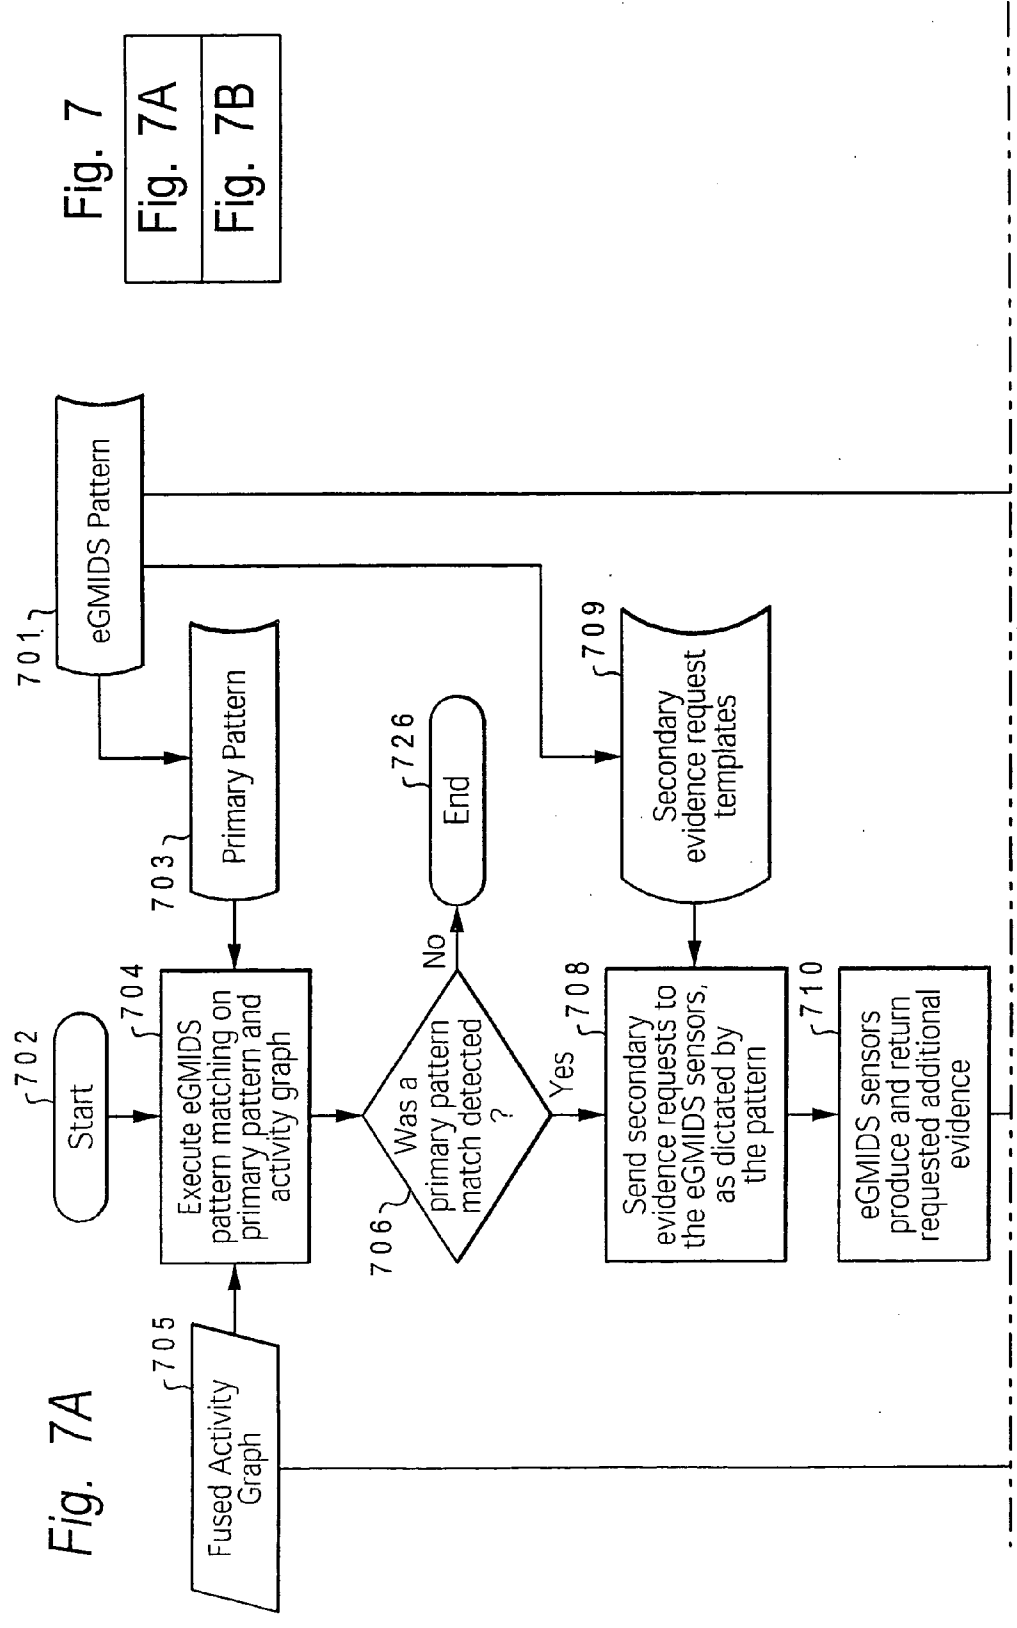 Fig. 7A
Fig. 7
Fig. 7A
Fig. 7B
702
Start
701
eGMIDS Pattern
705
Fused Activity
Graph
704
Execute eGMIDS
pattern matching on
primary pattern and
activity graph
703
Primary Pattern
706
Was a
primary pattern
match detected
?
No
726
End
Yes
708
Send secondary
evidence requests to
the eGMIDS sensors,
as dictated by
the pattern
709
Secondary
evidence request
templates
710
eGMIDS sensors
produce and return
requested additional
evidence